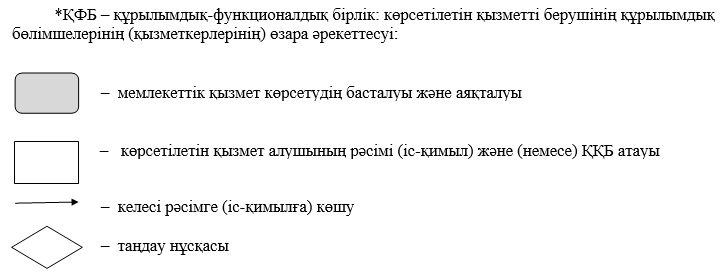 *ҚФБ – құрылымдық-функционалдық бірлік: көрсетілетін қызметті берушінің құрылымдық
бөлімшелерінің (қызметкерлерінің) өзара әрекеттесуі:
– мемлекеттік қызмет көрсетудің басталуы және аяқталуы
– көрсетілетін қызмет алушының рәсімі (іс-қимыл) және (немесе) ҚҚБ атауы
– келесі рәсімге (іс-қимылға) көшу
– таңдау нұсқасы